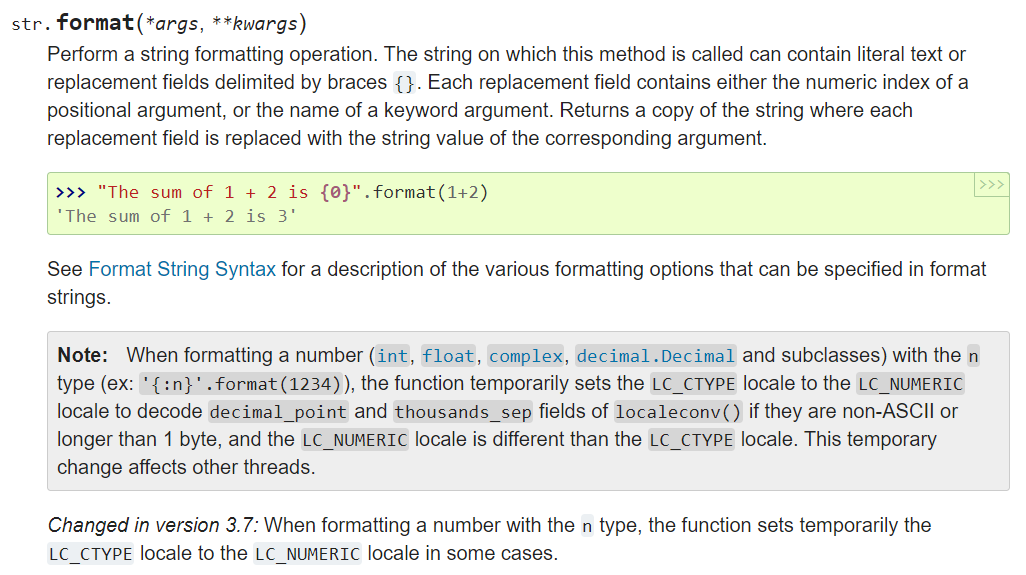 str.format(*args, **kwargs)
Perform a string formatting operation. The string on which this method is called can contain literal text or
replacement fields delimited by braces {}. Each replacement field contains either the numeric index of a
positional argument, or the name of a keyword argument. Returns a copy of the string where each
replacement field is replaced with the string value of the corresponding argument.
>>> "The sum of 1 + 2 is {0}".format(1+2)
>>>
'The sum of 1 + 2 is 3'
See Format String Syntax for a description of the various formatting options that can be specified in format
strings.
Note: When formatting a number (int, float, complex, decimal.Decimal and subclasses) with the n
type (ex: '{:n}'.format(1234)), the function temporarily sets the LC_CTYPE locale to the LC_NUMERIC
locale to decode decimal_point and thousands_sep fields of localeconv() if they are non-ASCII or
longer than 1 byte, and the LC_NUMERIC locale is different than the LC_CTYPE locale. This temporary
change affects other threads.
Changed in version 3.7: When formatting a number with the n type, the function sets temporarily the
LC_CTYPE locale to the LC_NUMERIC locale in some cases.